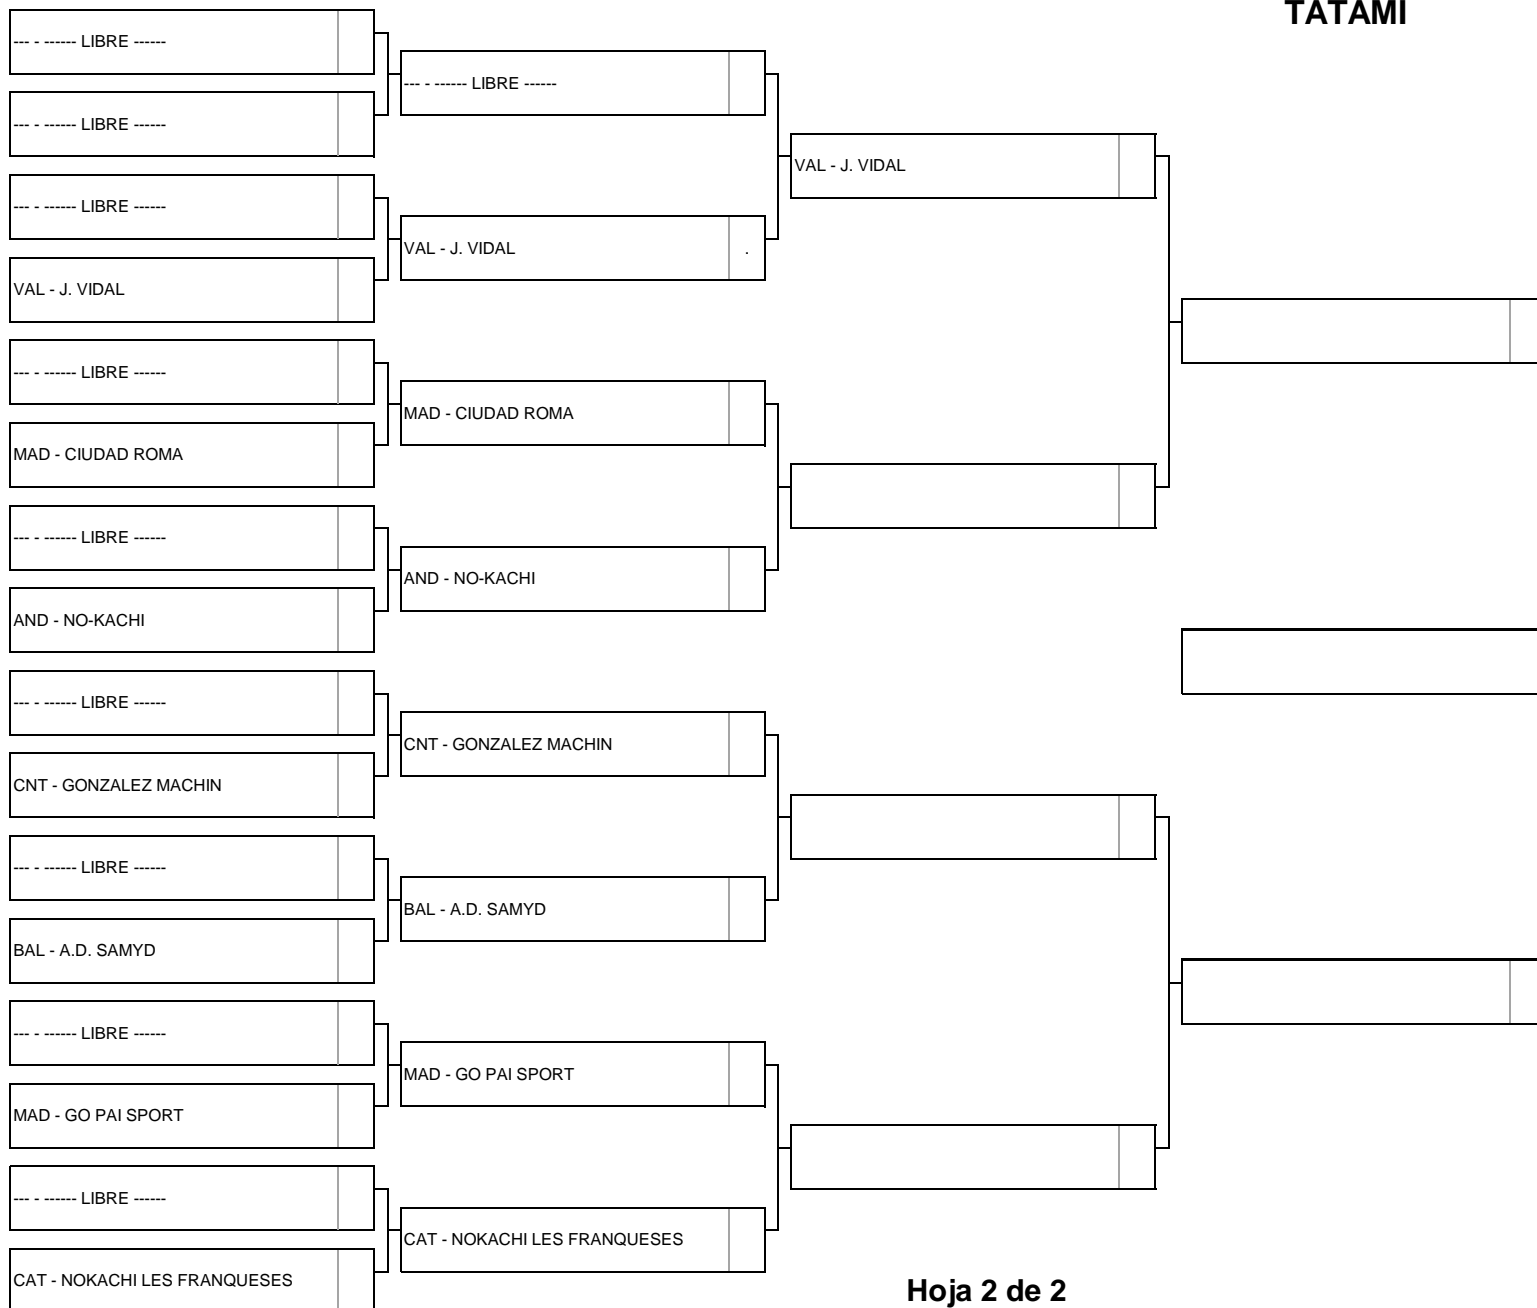 TATAMI
--- - ------ LIBRE ------
--- - ------ LIBRE ------
--- - ------ LIBRE ------
VAL - J. VIDAL
--- - ------ LIBRE ------
MAD - CIUDAD ROMA
--- - ------ LIBRE ------
AND - NO-KACHI
--- - ------ LIBRE ------
CNT - GONZALEZ MACHIN
--- - ------ LIBRE ------
BAL - A.D. SAMYD
--- - ------ LIBRE ------
MAD - GO PAI SPORT
--- - ------ LIBRE ------
CAT - NOKACHI LES FRANQUESES
--- - ------ LIBRE ------
VAL - J. VIDAL .
MAD - CIUDAD ROMA
AND - NO-KACHI
CNT - GONZALEZ MACHIN
BAL - A.D. SAMYD
MAD - GO PAI SPORT
CAT - NOKACHI LES FRANQUESES
VAL - J. VIDAL
Hoja 2 de 2